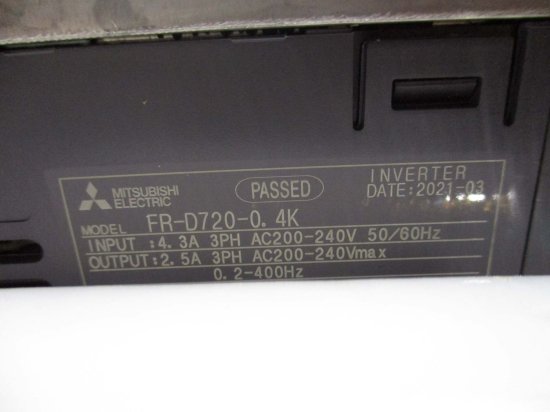 MITSUBISHI ELECTRIC
PASSED
INVERTER
DATE:2021-03
MODEL FR-D720-0.4K
INPUT :4.3A 3PH AC200-240V 50/60Hz
OUTPUT:2.5A 3PH AC200-240Vmax
0.2-400Hz